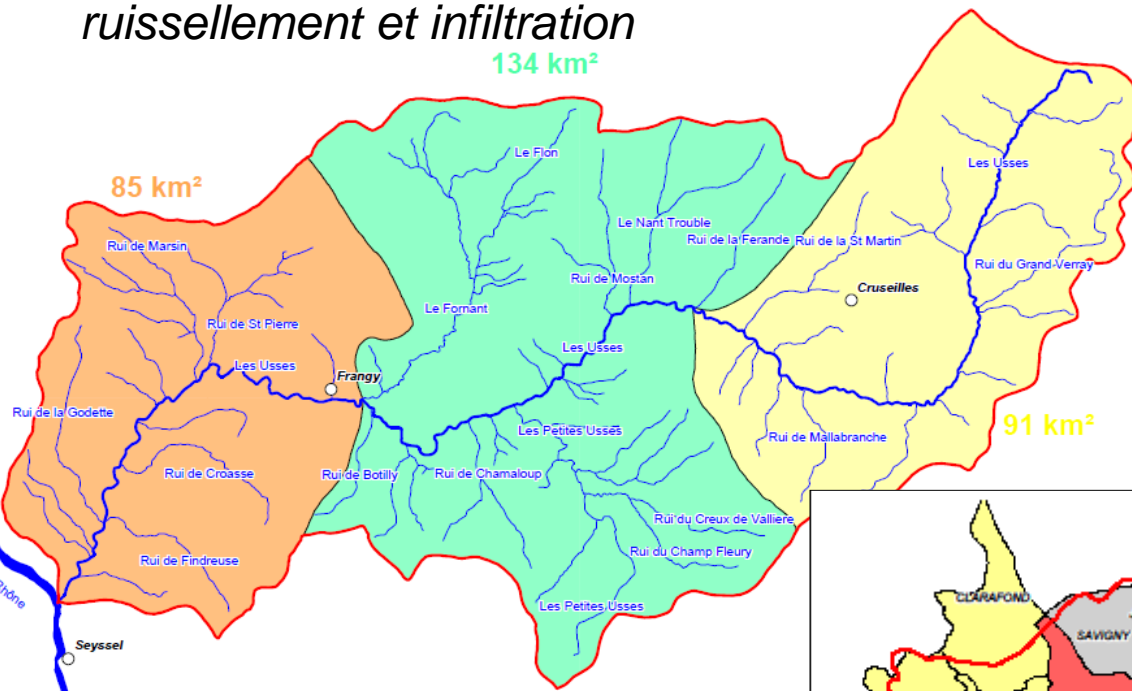 ruissellement et infiltration
134 km²
85 km²
Le Flon
Les Usses
Le Nant Trouble
Rui de Marsin
Rui de la Ferande
Rui de la St Martin
Rui du Grand Verray
Rui de Mostan
Cruseilles
Le Fornant
Rui de St Pierre
Les Usses
Les Usses
Frangy
Rui de la Godette
91 km²
Les Petites Usses
Rui de Mallabranche
Rui de Croasse
Rui de Botilly
Rui de Chamaloup
Rui du Creux de Valliere
Rui du Champ Fleury
Rui de Findreuse
Rhône
Les Petites Usses
CLARAFOND
SAVIGNY
Seyssel